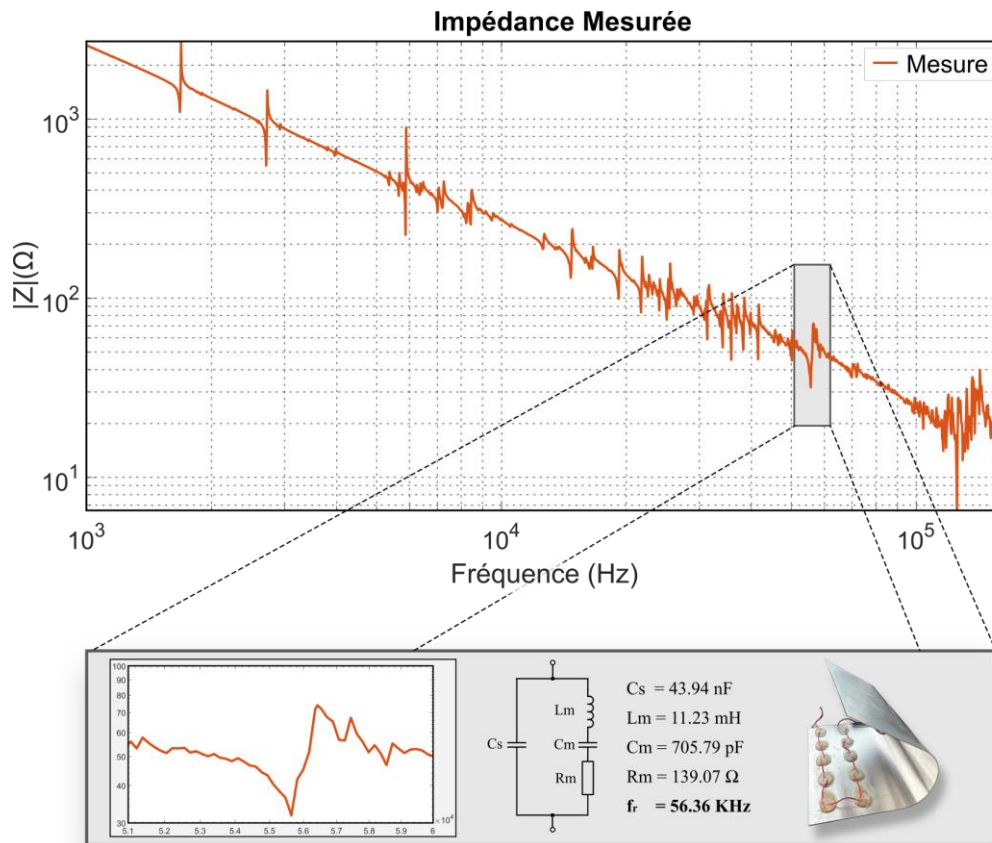 Impédance Mesurée
Mesure
|Z|(Ω)
10³
10²
10¹
10³
10⁴
10⁵
Fréquence (Hz)
100
90
80
70
60
50
40
30
5.1
5.2
5.3
5.4
5.5
5.6
5.7
5.8
5.9
6
×10⁴
Cs
Lm
Cm
Rm
Cs = 43.94 nF
Lm = 11.23 mH
Cm = 705.79 pF
Rm = 139.07 Ω
fr = 56.36 KHz